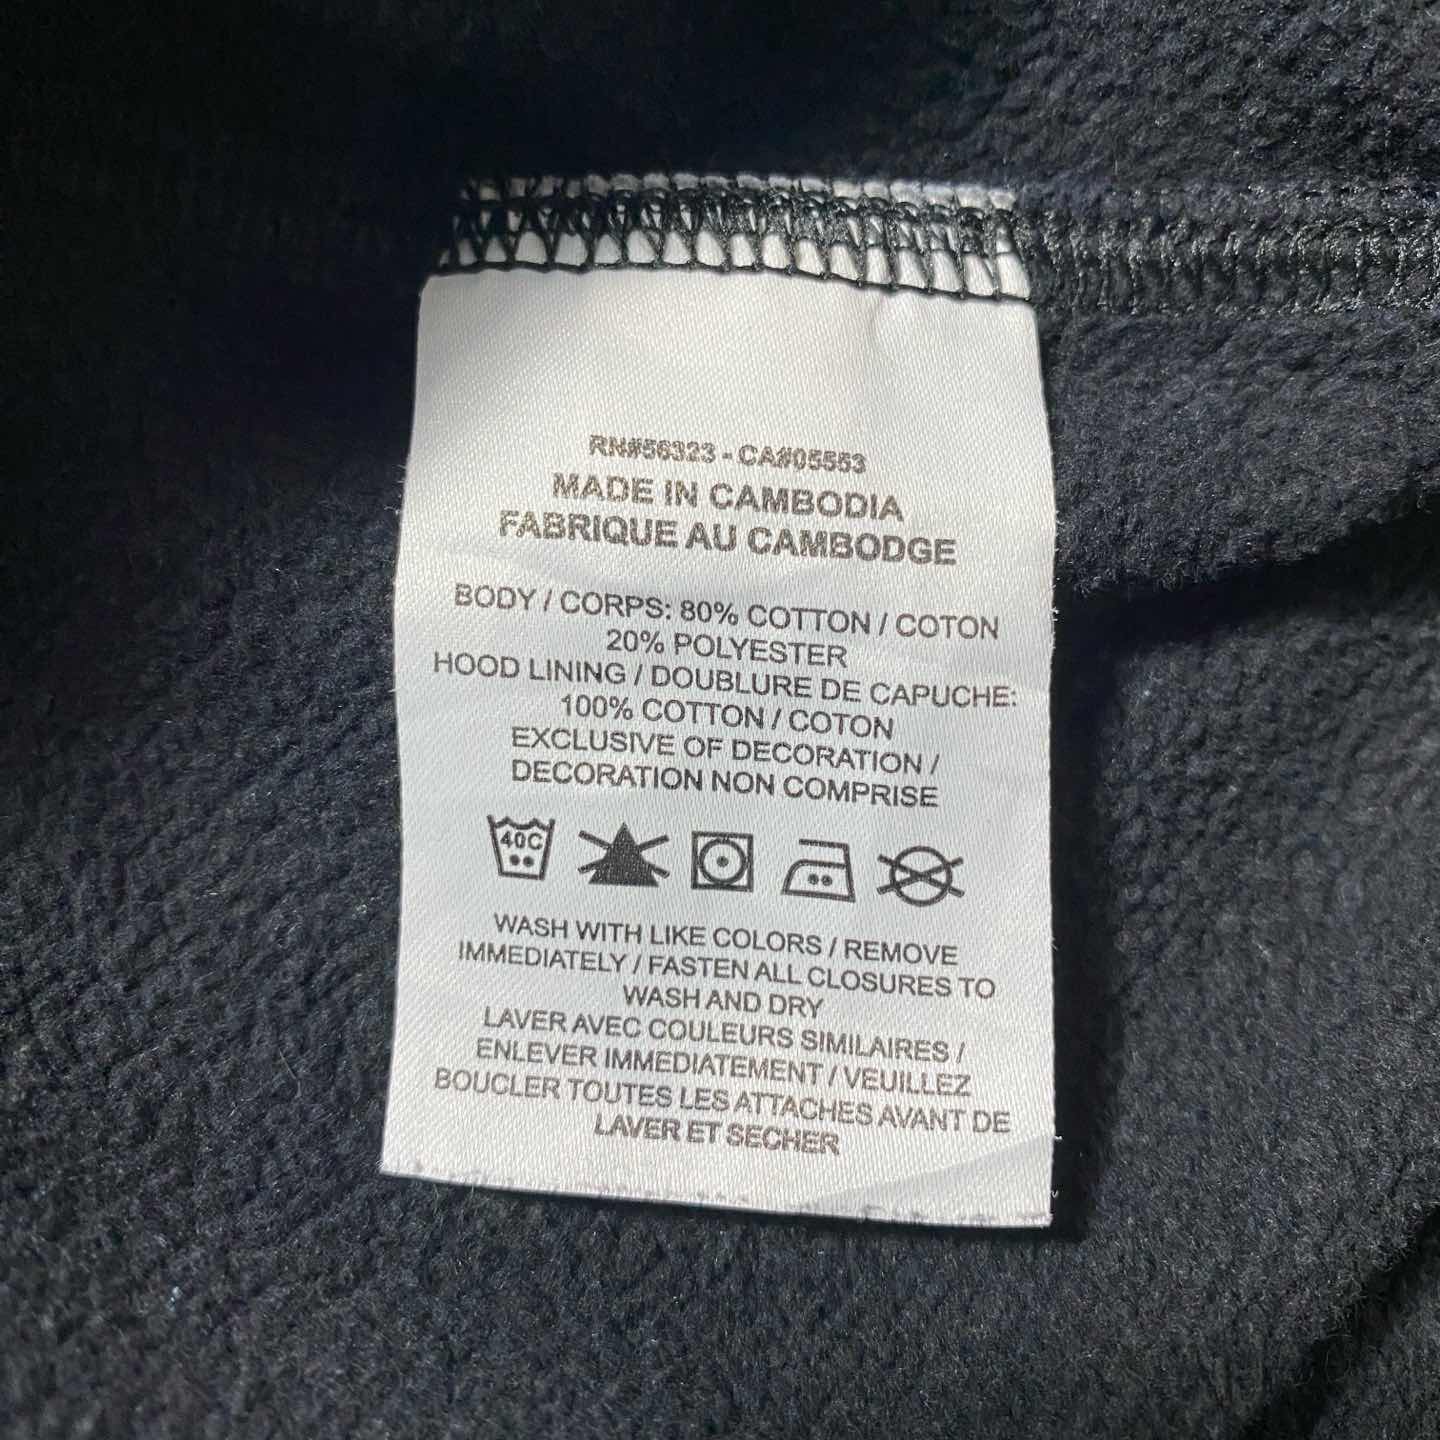 RN#56323 - CA#05553
MADE IN CAMBODIA
FABRIQUE AU CAMBODGE
BODY / CORPS: 80% COTTON / COTON
20% POLYESTER
HOOD LINING / DOUBLURE DE CAPUCHE:
100% COTTON / COTON
EXCLUSIVE OF DECORATION /
DECORATION NON COMPRISE
40C
WASH WITH LIKE COLORS / REMOVE
IMMEDIATELY / FASTEN ALL CLOSURES TO
WASH AND DRY
LAVER AVEC COULEURS SIMILAIRES /
ENLEVER IMMEDIATEMENT / VEUILLEZ
BOUCLER TOUTES LES ATTACHES AVANT DE
LAVER ET SECHER